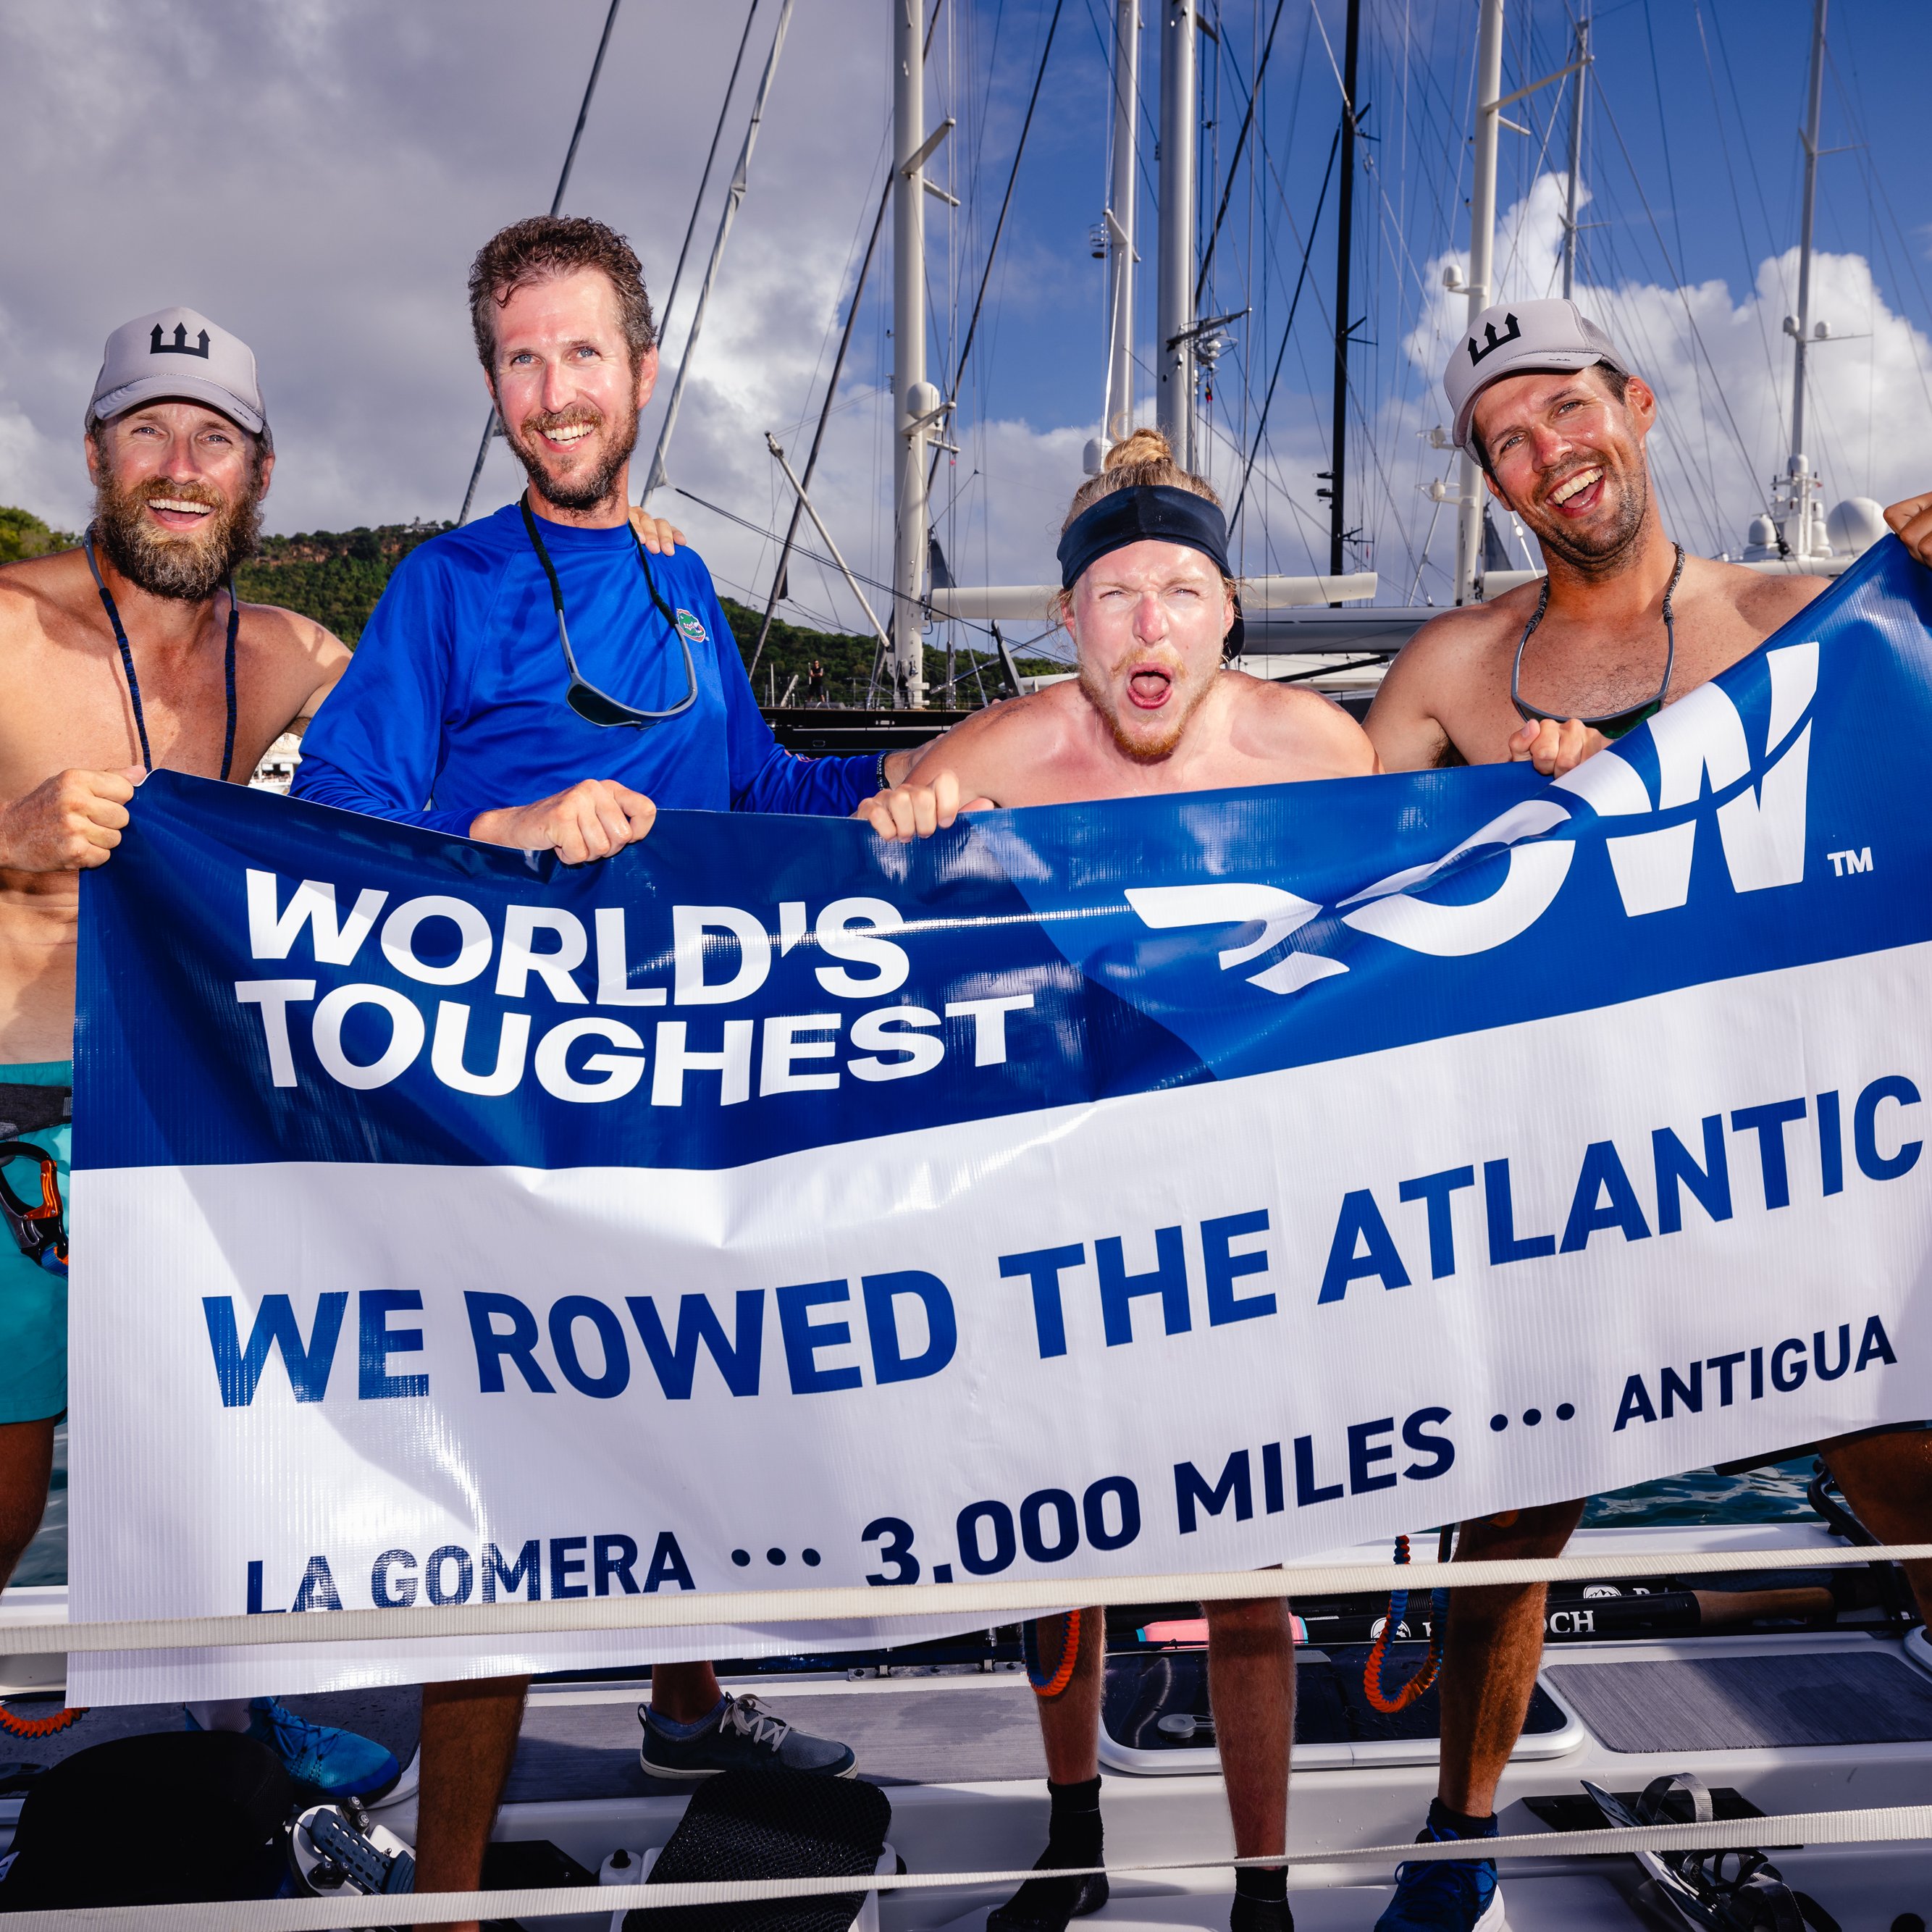 WORLD'S
TOUGHEST
ROW™
WE ROWED THE ATLANTIC
LA GOMERA ••• 3,000 MILES ••• ANTIGUA